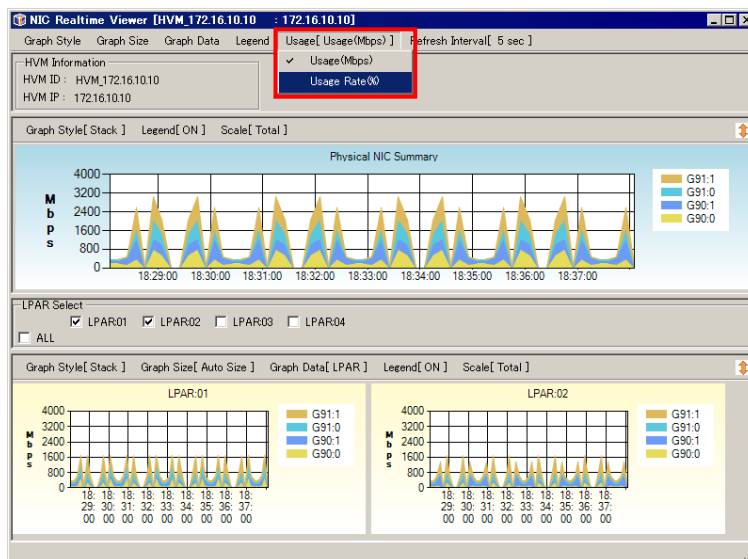 NIC Realtime Viewer [HVM_172.16.10.10 : 172.16.10.10]
Graph Style Graph Size Graph Data Legend Usage[ Usage(Mbps) ] Refresh Interval[ 5 sec ]
✓ Usage(Mbps)
Usage Rate(%)
HVM Information
HVM ID : HVM_172.16.10.10
HVM IP : 172.16.10.10
Graph Style[ Stack ] Legend[ ON ] Scale[ Total ]
Physical NIC Summary
Mbps
4000
3200
2400
1600
800
0
18:29:00 18:30:00 18:31:00 18:32:00 18:33:00 18:34:00 18:35:00 18:36:00 18:37:00
G91:1
G91:0
G90:1
G90:0
LPAR Select
LPAR:01 LPAR:02 LPAR:03 LPAR:04
ALL
Graph Style[ Stack ] Graph Size[ Auto Size ] Graph Data[ LPAR ] Legend[ ON ] Scale[ Total ]
LPAR:01
Mbps
4000
3200
2400
1600
800
0
18:29:00 18:30:00 18:31:00 18:32:00 18:33:00 18:34:00 18:35:00 18:36:00 18:37:00
G91:1
G91:0
G90:1
G90:0
LPAR:02
Mbps
4000
3200
2400
1600
800
0
18:29:00 18:30:00 18:31:00 18:32:00 18:33:00 18:34:00 18:35:00 18:36:00 18:37:00
G91:1
G91:0
G90:1
G90:0